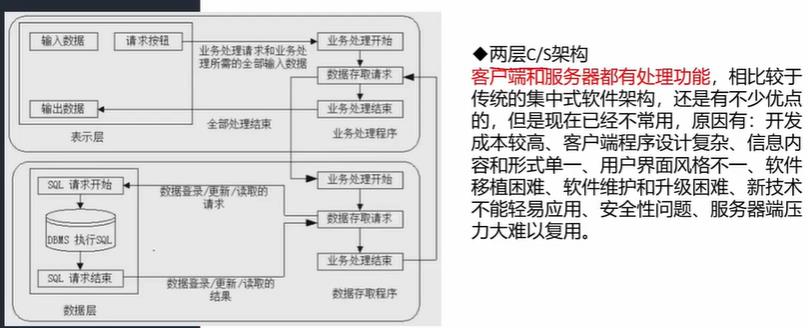 输入数据
请求按钮
业务处理请求和业务处
理所需的全部输入数据
业务处理开始
数据存取请求
输出数据
全部处理结束
业务处理结束
表示层
业务处理程序
SQL 请求开始
数据登录/更新/读取的
请求
业务处理开始
数据存取请求
DBMS 执行SQL
业务处理结束
SQL 请求结束
数据登录/更新/读取的
结果
数据层
数据存取程序
◆两层C/S架构
客户端和服务器都有处理功能，相比较于
传统的集中式软件架构，还是有不少优点
的，但是现在已经不常用，原因有：开发
成本较高、客户端程序设计复杂、信息内
容和形式单一、用户界面风格不一、软件
移植困难、软件维护和升级困难、新技术
不能轻易应用、安全性问题、服务器端压
力大难以复用。